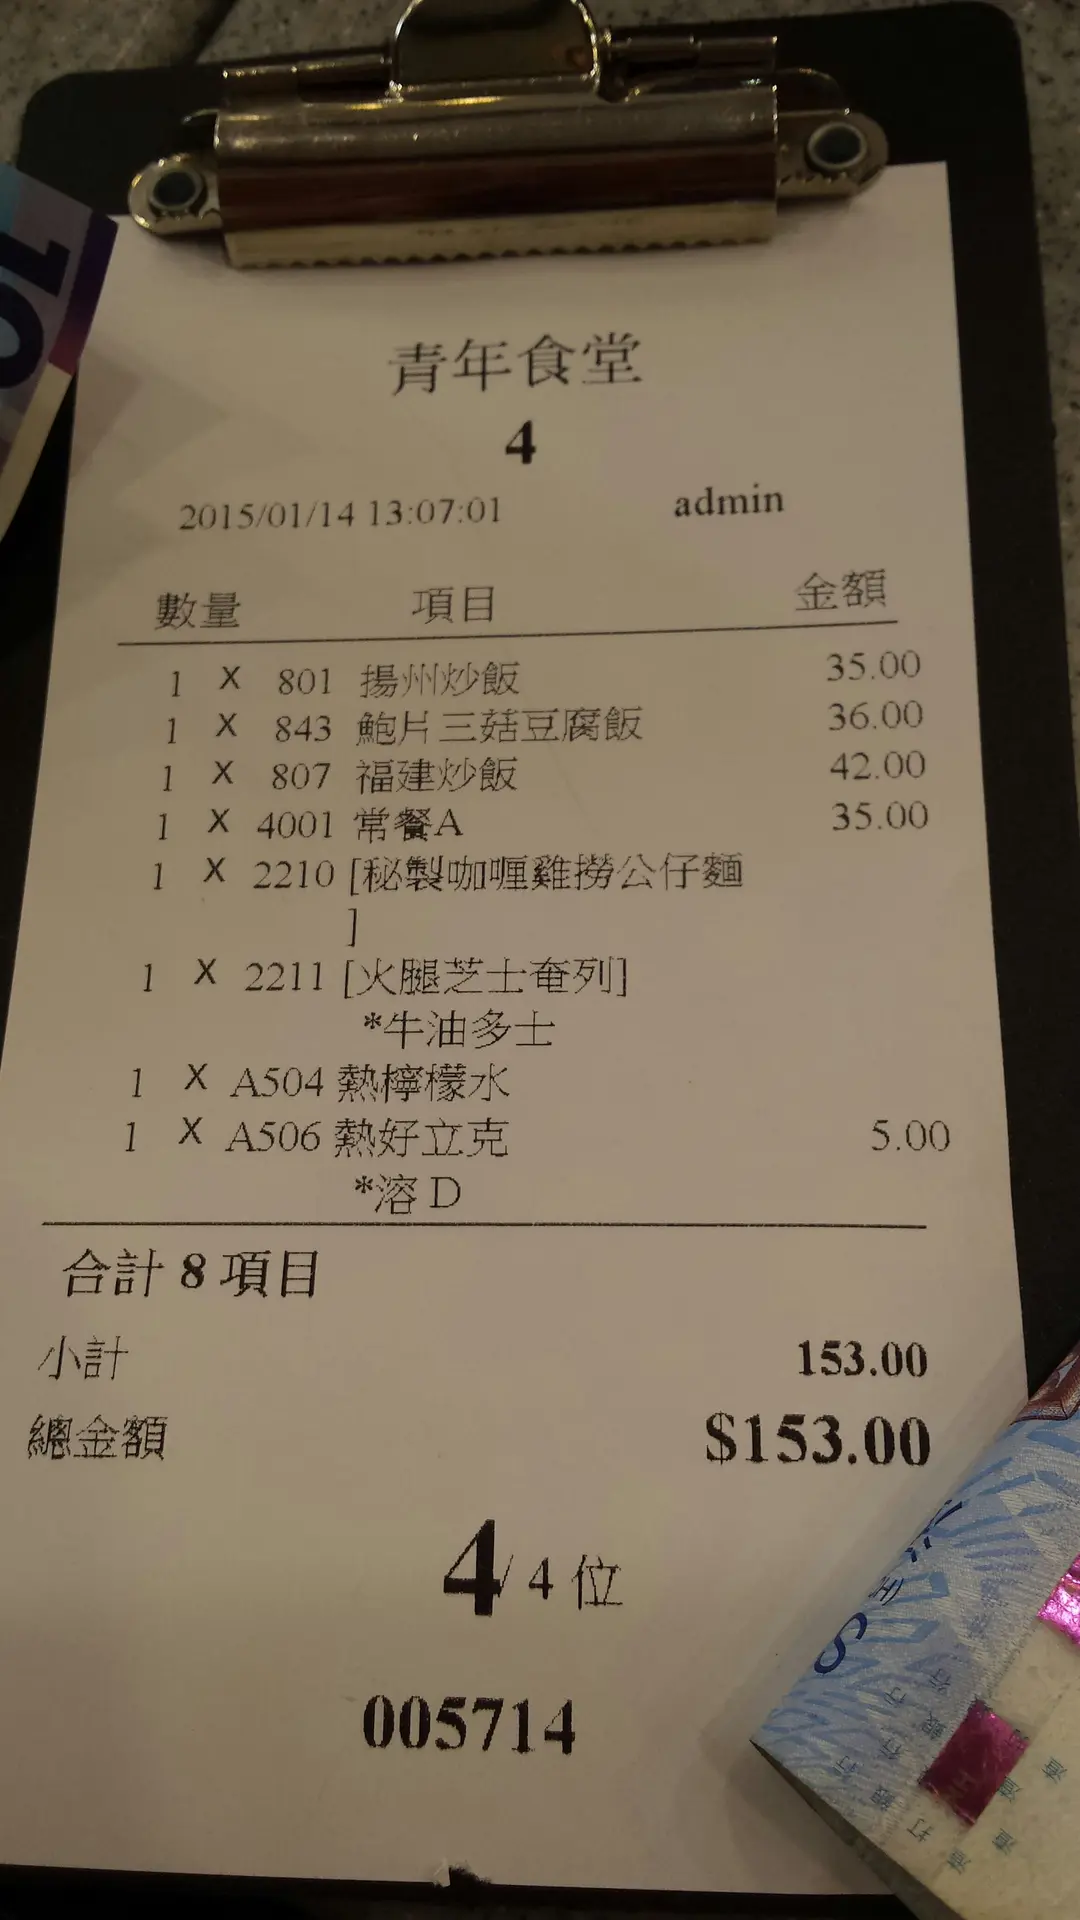 青年食堂
4
2015/01/14 13:07:01 admin
數量 項目 金額
1 X 801 揚州炒飯 35.00
1 X 843 鮑片三菇豆腐飯 36.00
1 X 807 福建炒飯 42.00
1 X 4001 常餐A 35.00
1 X 2210 [秘製咖喱雞撈公仔麵
]
1 X 2211 [火腿芝士奄列]
*牛油多士
1 X A504 熱檸檬水
1 X A506 熱好立克 5.00
*溶 D
合計 8 項目
小計 153.00
總金額 $153.00
4/ 4 位
005714
10